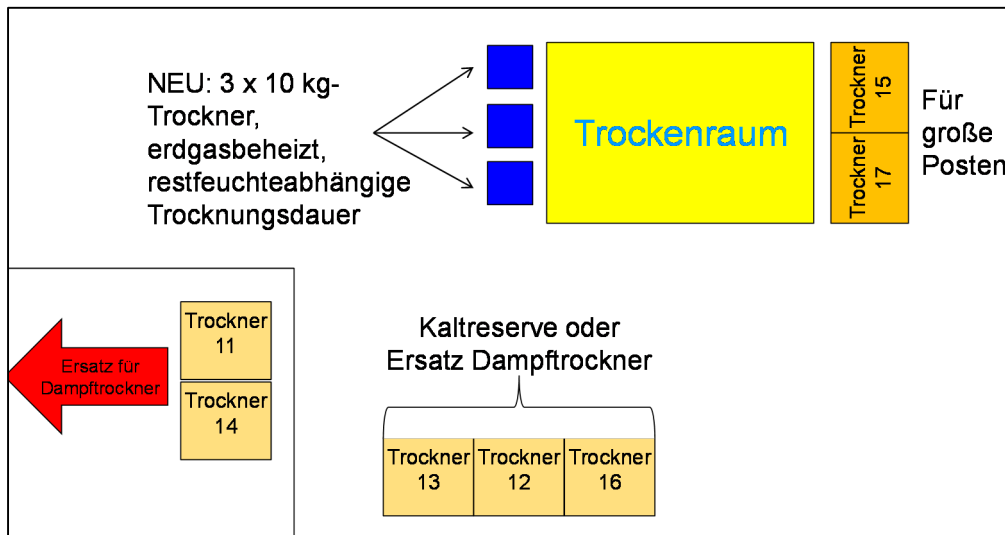 NEU: 3 x 10 kg-
Trockner,
erdgasbeheizt,
restfeuchteabhängige
Trocknungsdauer
Trockenraum
Trockner
15
Trockner
17
Für
große
Posten
Ersatz für
Dampftrockner
Trockner
11
Trockner
14
Kaltreserve oder
Ersatz Dampftrockner
Trockner
13
Trockner
12
Trockner
16